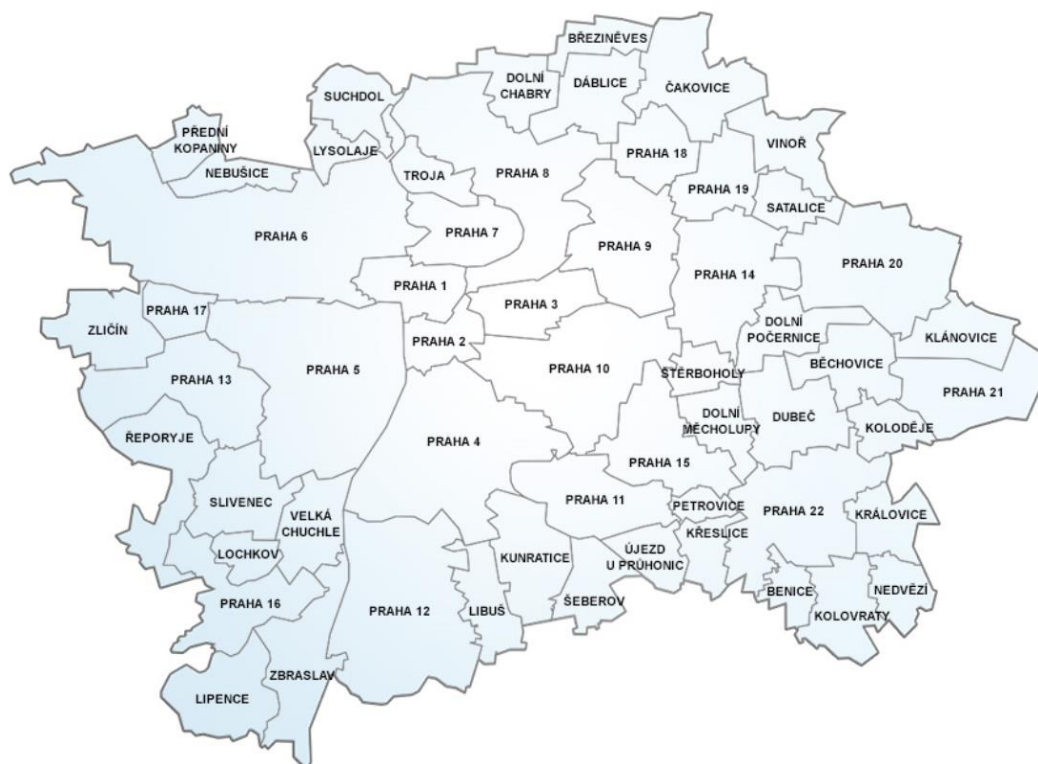 BŘEZINĚVES
DOLNÍ
CHABRY
ĎÁBLICE
ČAKOVICE
SUCHDOL
PŘEDNÍ
KOPANINY
LYSOLAJE
NEBUŠICE
TROJA
PRAHA 8
PRAHA 18
VINOŘ
PRAHA 19
SATALICE
PRAHA 6
PRAHA 7
PRAHA 9
PRAHA 14
PRAHA 20
PRAHA 1
PRAHA 3
PRAHA 17
ZLIČÍN
PRAHA 2
DOLNÍ
POČERNICE
KLÁNOVICE
PRAHA 13
PRAHA 5
PRAHA 10
ŠTĚRBOHOLY
BĚCHOVICE
PRAHA 21
ŘEPORYJE
PRAHA 4
DOLNÍ
MĚCHOLUPY
DUBEČ
KOLODĚJE
PRAHA 15
SLIVENEC
VELKÁ
CHUCHLE
PRAHA 11
PETROVICE
PRAHA 22
KRÁLOVICE
LOCHKOV
KUNRATICE
ÚJEZD
U PRŮHONIC
KŘESLICE
PRAHA 16
PRAHA 12
LIBUŠ
ŠEBEROV
BENICE
KOLOVRATY
NEDVĚZÍ
LIPENCE
ZBRASLAV